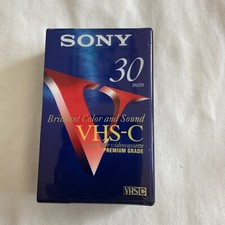 SONY
30
min
Brilliant Color and Sound
VHS-C
videocassette
PREMIUM GRADE
VHS C